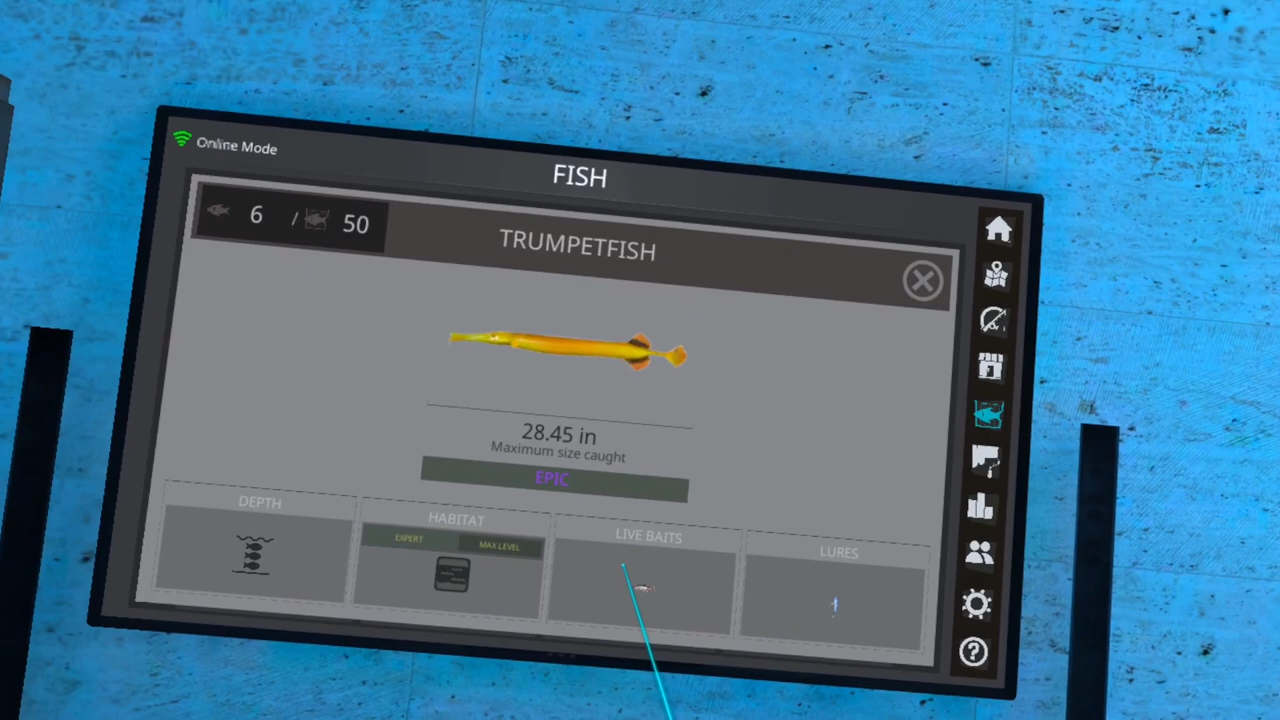 Online Mode
FISH
6 / 50
TRUMPETFISH
28.45 in
Maximum size caught
EPIC
DEPTH
HABITAT
EXPERT
MAX LEVEL
LIVE BAITS
LURES
?